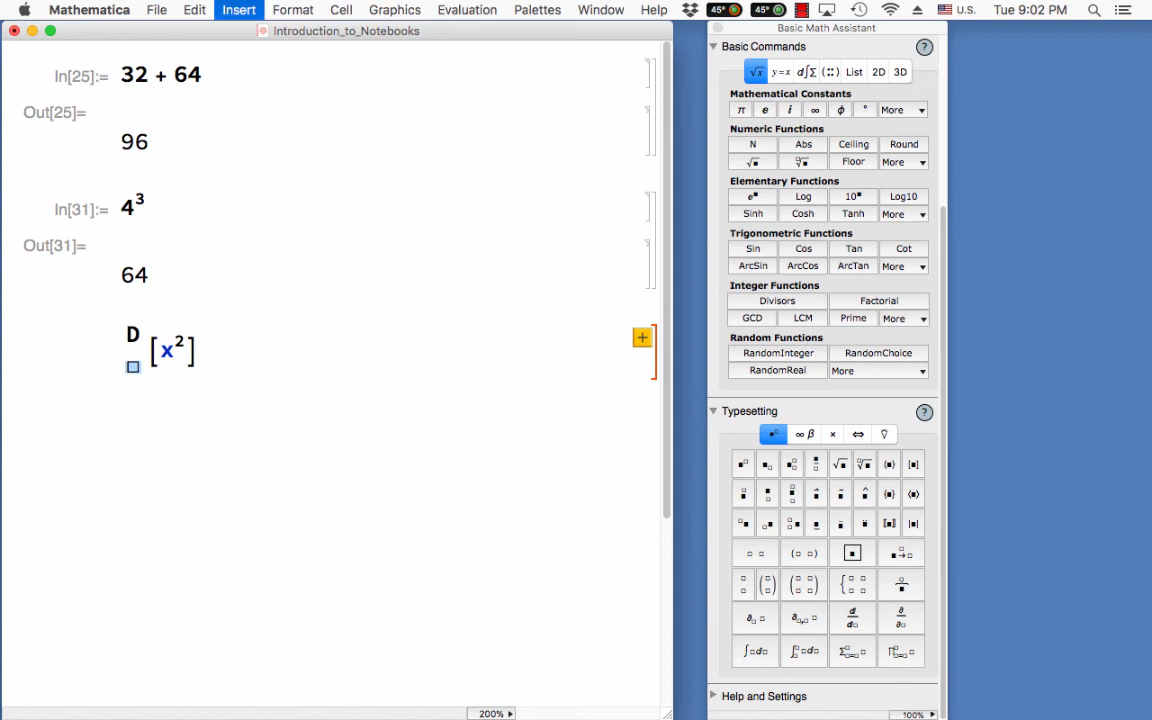 Mathematica File Edit Insert Format Cell Graphics Evaluation Palettes Window Help 45° 45° U.S. Tue 9:02 PM
Introduction_to_Notebooks
In[25]:= 32 + 64
Out[25]=
96
In[31]:= 4³
Out[31]=
64
D
[x²]
+
200%
Basic Math Assistant
Basic Commands ?
√x y=x d∫Σ (::) List 2D 3D
Mathematical Constants
π e i ∞ ϕ ° More
Numeric Functions
N Abs Ceiling Round
√■ ∛■ Floor More
Elementary Functions
e■ Log 10■ Log10
Sinh Cosh Tanh More
Trigonometric Functions
Sin Cos Tan Cot
ArcSin ArcCos ArcTan More
Integer Functions
Divisors Factorial
GCD LCM Prime More
Random Functions
RandomInteger RandomChoice
RandomReal More
Typesetting ?
∞ β ×
∂□ □ ∂□,□ □ d/d□ ∂/∂□
∫□d□ ∫□d□ Σ□=□ □ Π□=□ □
Help and Settings
100%